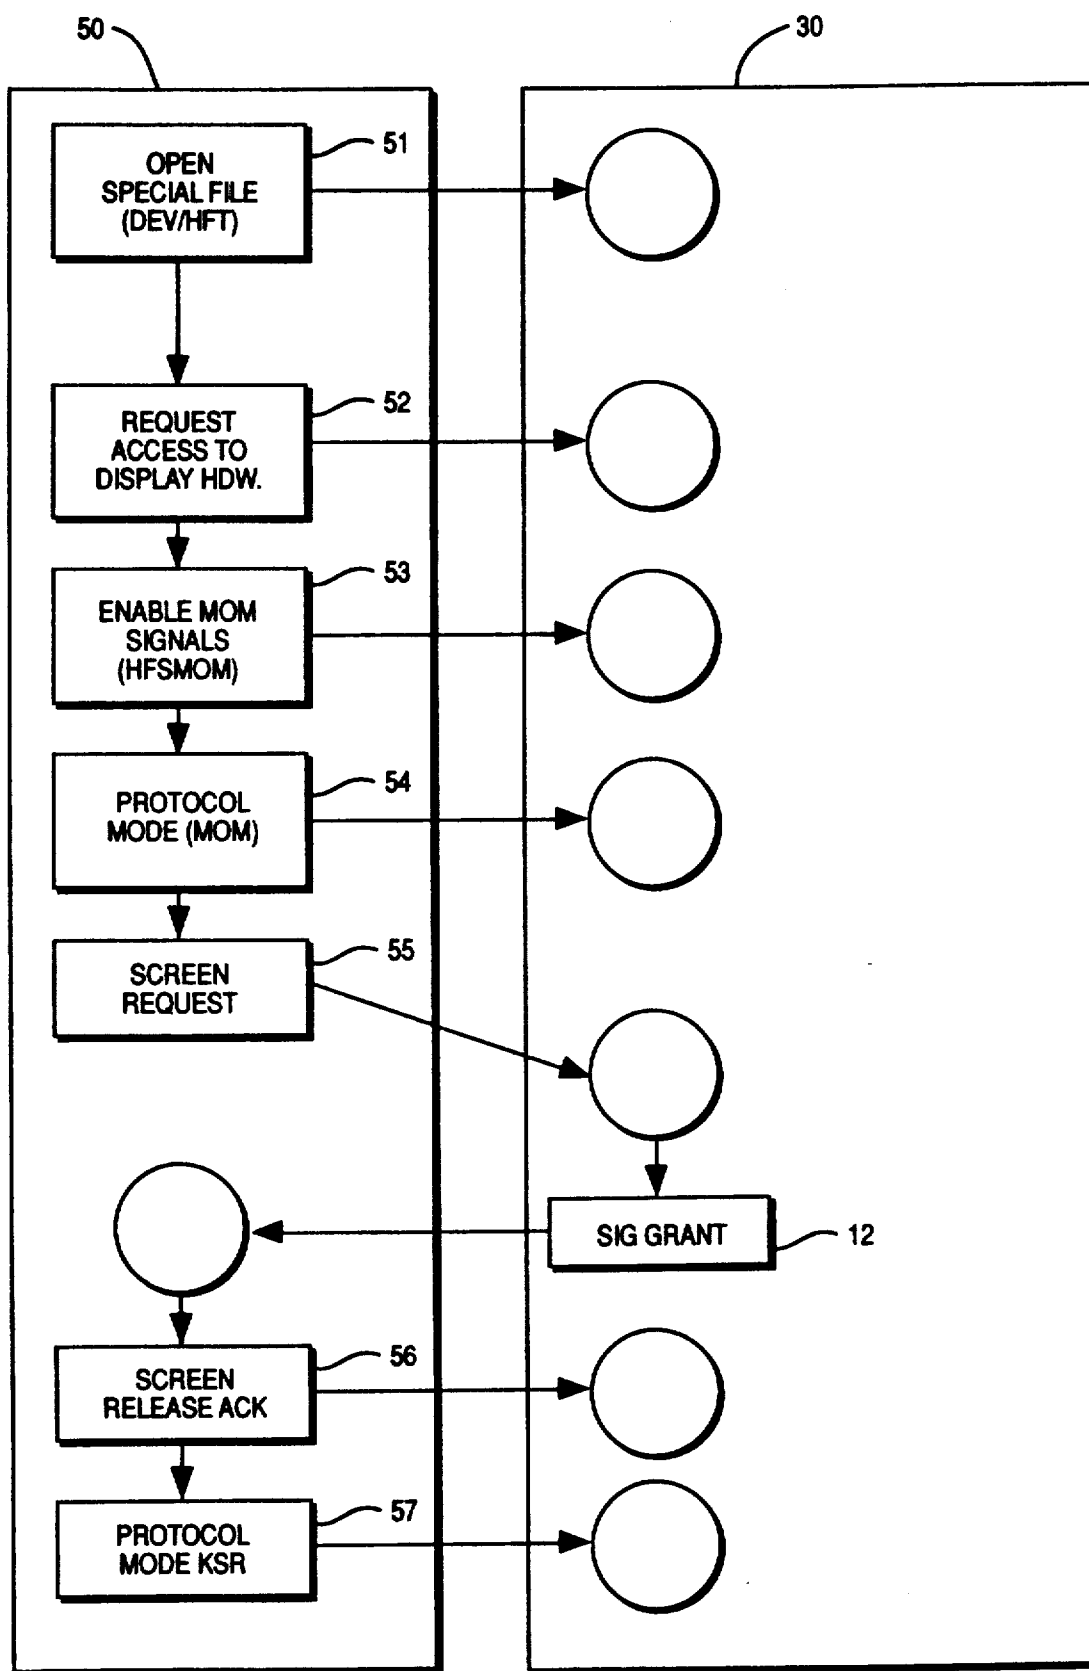 50
30
51
OPEN
SPECIAL FILE
(DEV/HFT)
52
REQUEST
ACCESS TO
DISPLAY HDW.
53
ENABLE MOM
SIGNALS
(HFSMOM)
54
PROTOCOL
MODE (MOM)
55
SCREEN
REQUEST
SIG GRANT
12
56
SCREEN
RELEASE ACK
57
PROTOCOL
MODE KSR